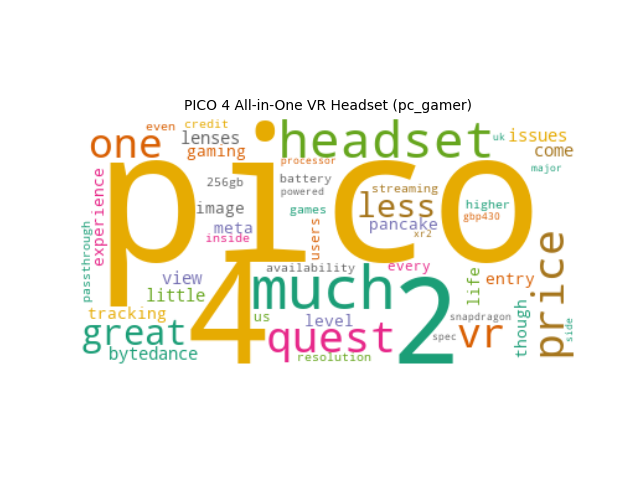 PICO 4 All-in-One VR Headset (pc_gamer)
even
credit
one
lenses
headset
uk
issues
gaming
processor
come
pico
experience
256gb
battery
powered
streaming
major
image
games
less
higher
gbp430
meta
inside
users
pancake
xr2
passthrough
view
availability
every
life
entry
price
little
4
much
2
tracking
us
level
snapdragon
though
side
great
quest
spec
vr
bytedance
resolution